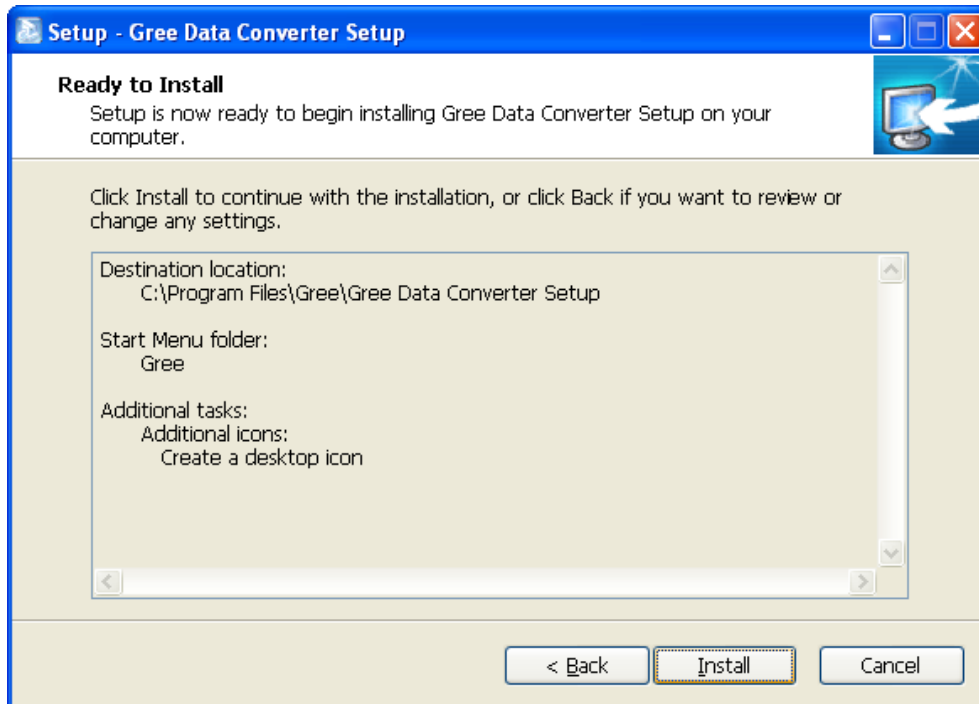 Setup - Gree Data Converter Setup
Ready to Install
Setup is now ready to begin installing Gree Data Converter Setup on your
computer.
Click Install to continue with the installation, or click Back if you want to review or
change any settings.
Destination location:
C:\Program Files\Gree\Gree Data Converter Setup
Start Menu folder:
Gree
Additional tasks:
Additional icons:
Create a desktop icon
< Back
Install
Cancel